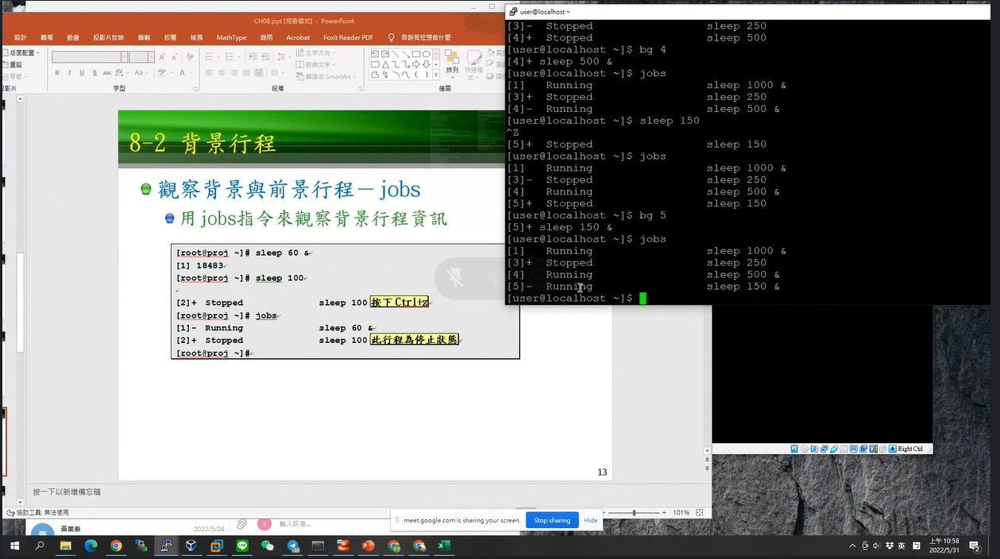 CH08.ppt [相容模式] - PowerPoint
設計 轉場 動畫 投影片放映 錄製 校閱 檢視 MathType 說明 Acrobat Foxit Reader PDF 告訴我您想做什麼
版面配置
重設
章節
B I U S abc AV Aa A
文字方向
對齊文字
轉換成 SmartArt
排列
快速樣式
字型 段落 繪圖
8-2 背景行程
觀察背景與前景行程－jobs
用jobs指令來觀察背景行程資訊
[root@proj ~]# sleep 60 &
[1] 18483
[root@proj ~]# sleep 100
[2]+ Stopped sleep 100 按下 Ctrl+z
[root@proj ~]# jobs
[1]- Running sleep 60 &
[2]+ Stopped sleep 100 此行程為停止狀態
[root@proj ~]#
13
按一下以新增備忘稿
協助工具: 無法使用
101%
user@localhost:~
[3]- Stopped sleep 250
[4]+ Stopped sleep 500
[user@localhost ~]$ bg 4
[4]+ sleep 500 &
[user@localhost ~]$ jobs
[1] Running sleep 1000 &
[3]+ Stopped sleep 250
[4]- Running sleep 500 &
[user@localhost ~]$ sleep 150
^Z
[5]+ Stopped sleep 150
[user@localhost ~]$ jobs
[1] Running sleep 1000 &
[3]- Stopped sleep 250
[4] Running sleep 500 &
[5]+ Stopped sleep 150
[user@localhost ~]$ bg 5
[5]+ sleep 150 &
[user@localhost ~]$ jobs
[1] Running sleep 1000 &
[3]+ Stopped sleep 250
[4] Running sleep 500 &
[5]- Running sleep 150 &
[user@localhost ~]$
Right Ctrl
黃業泰
2022/5/24
S 輸入訊息...
meet.google.com is sharing your screen. Stop sharing Hide
英
上午 10:58
2022/5/31
2